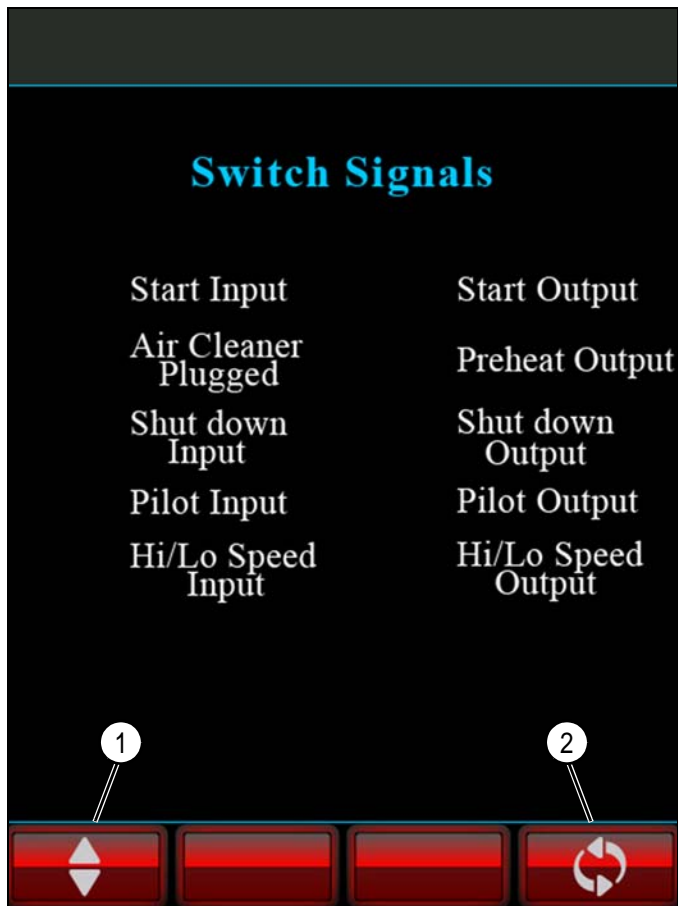 Switch Signals
Start Input
Start Output
Air Cleaner
Plugged
Preheat Output
Shut down
Input
Shut down
Output
Pilot Input
Pilot Output
Hi/Lo Speed
Input
Hi/Lo Speed
Output
1
2